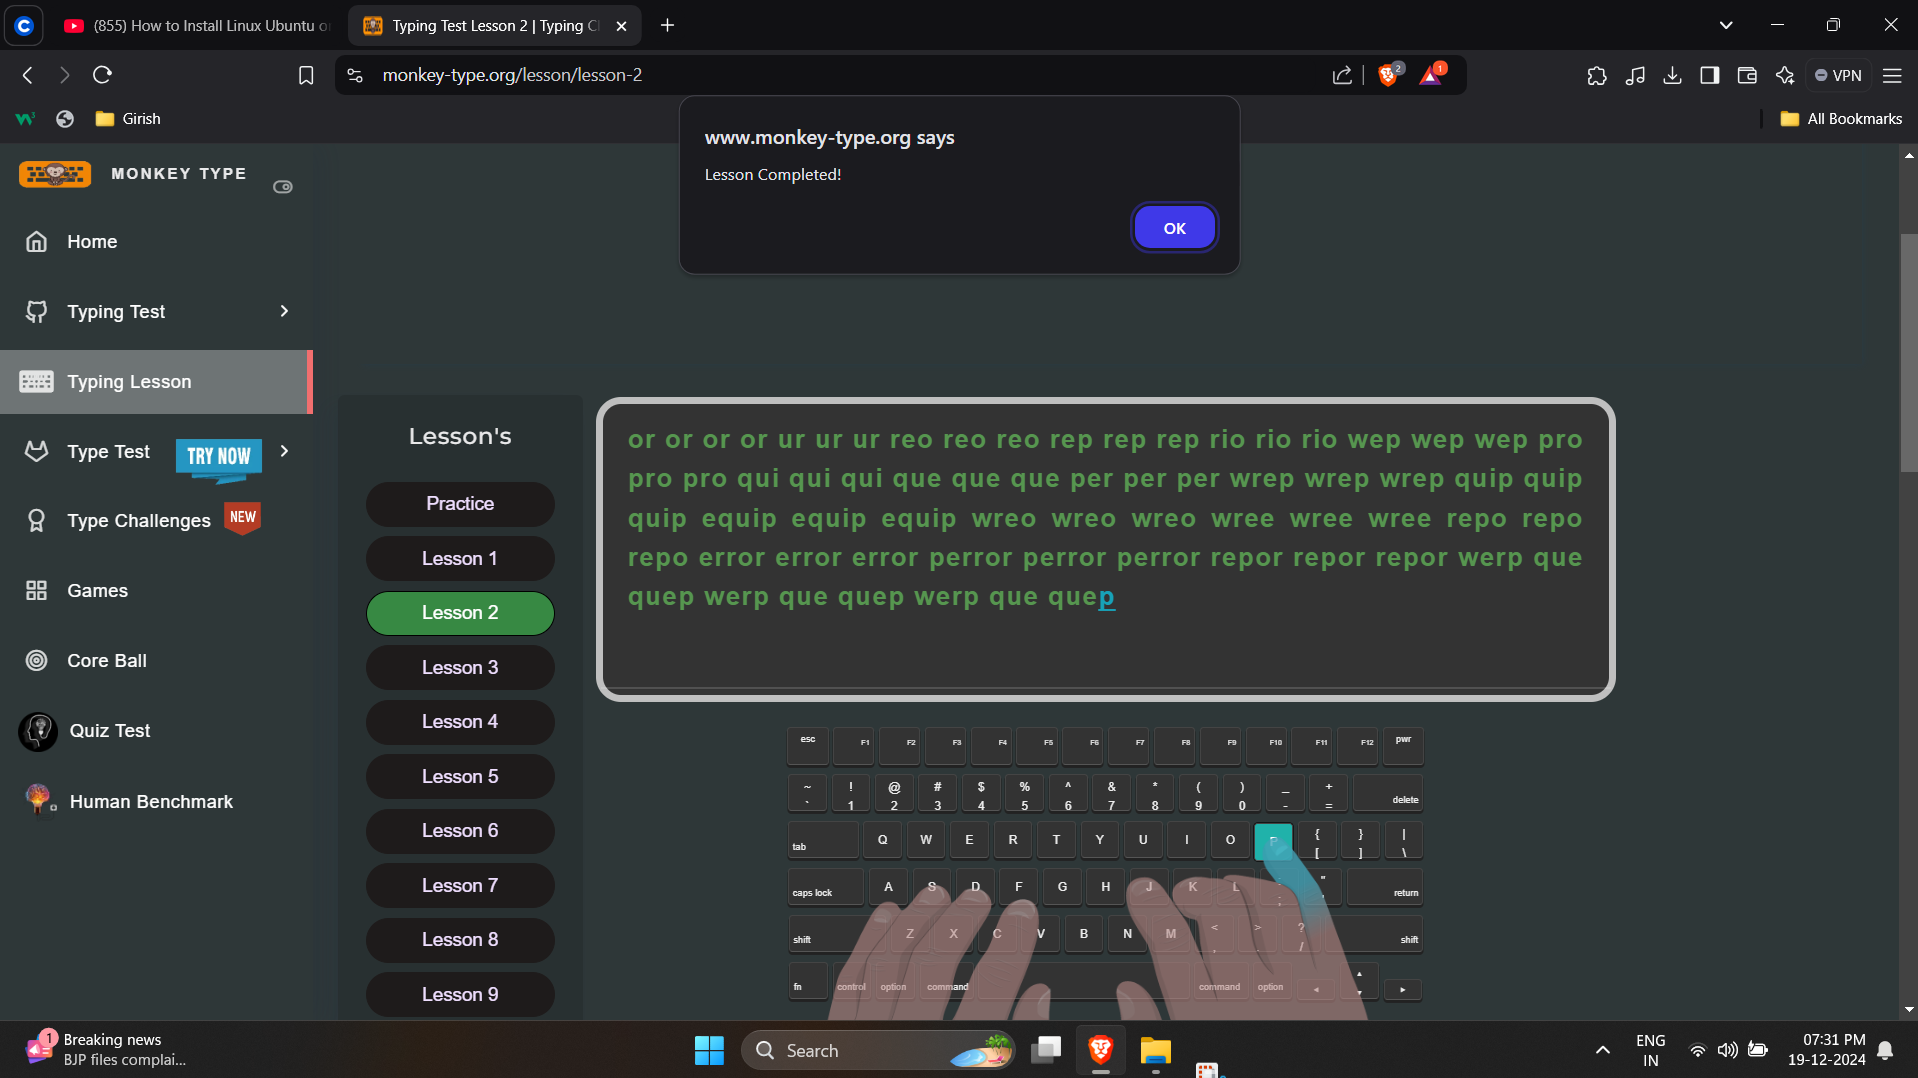 (855) How to Install Linux Ubuntu o
Typing Test Lesson 2 | Typing C
monkey-type.org/lesson/lesson-2
2
1
VPN
W3
Girish
All Bookmarks
www.monkey-type.org says
Lesson Completed!
OK
MONKEY TYPE
Home
Typing Test
Typing Lesson
Type Test
TRY NOW
Type Challenges
NEW
Games
Core Ball
Quiz Test
Human Benchmark
Lesson's
Practice
Lesson 1
Lesson 2
Lesson 3
Lesson 4
Lesson 5
Lesson 6
Lesson 7
Lesson 8
Lesson 9
or or or or ur ur ur reo reo reo rep rep rep rio rio rio wep wep wep pro
pro pro qui qui qui que que que per per per wrep wrep wrep quip quip
quip equip equip equip wreo wreo wreo wree wree wree repo repo
repo error error error perror perror perror repor repor repor werp que
quep werp que quep werp que quep
esc F1 F2 F3 F4 F5 F6 F7 F8 F9 F10 F11 F12 pwr
~ ! @ # $ % ^ & * ( ) _ +
` 1 2 3 4 5 6 7 8 9 0 - = delete
tab Q W E R T Y U I O P { [ } ] | \
caps lock A S D F G H J K L : ; " ' return
shift Z X C V B N M < , > . ? / shift
fn control option command command option
1
Breaking news
BJP files complai...
Search
ENG
IN
07:31 PM
19-12-2024